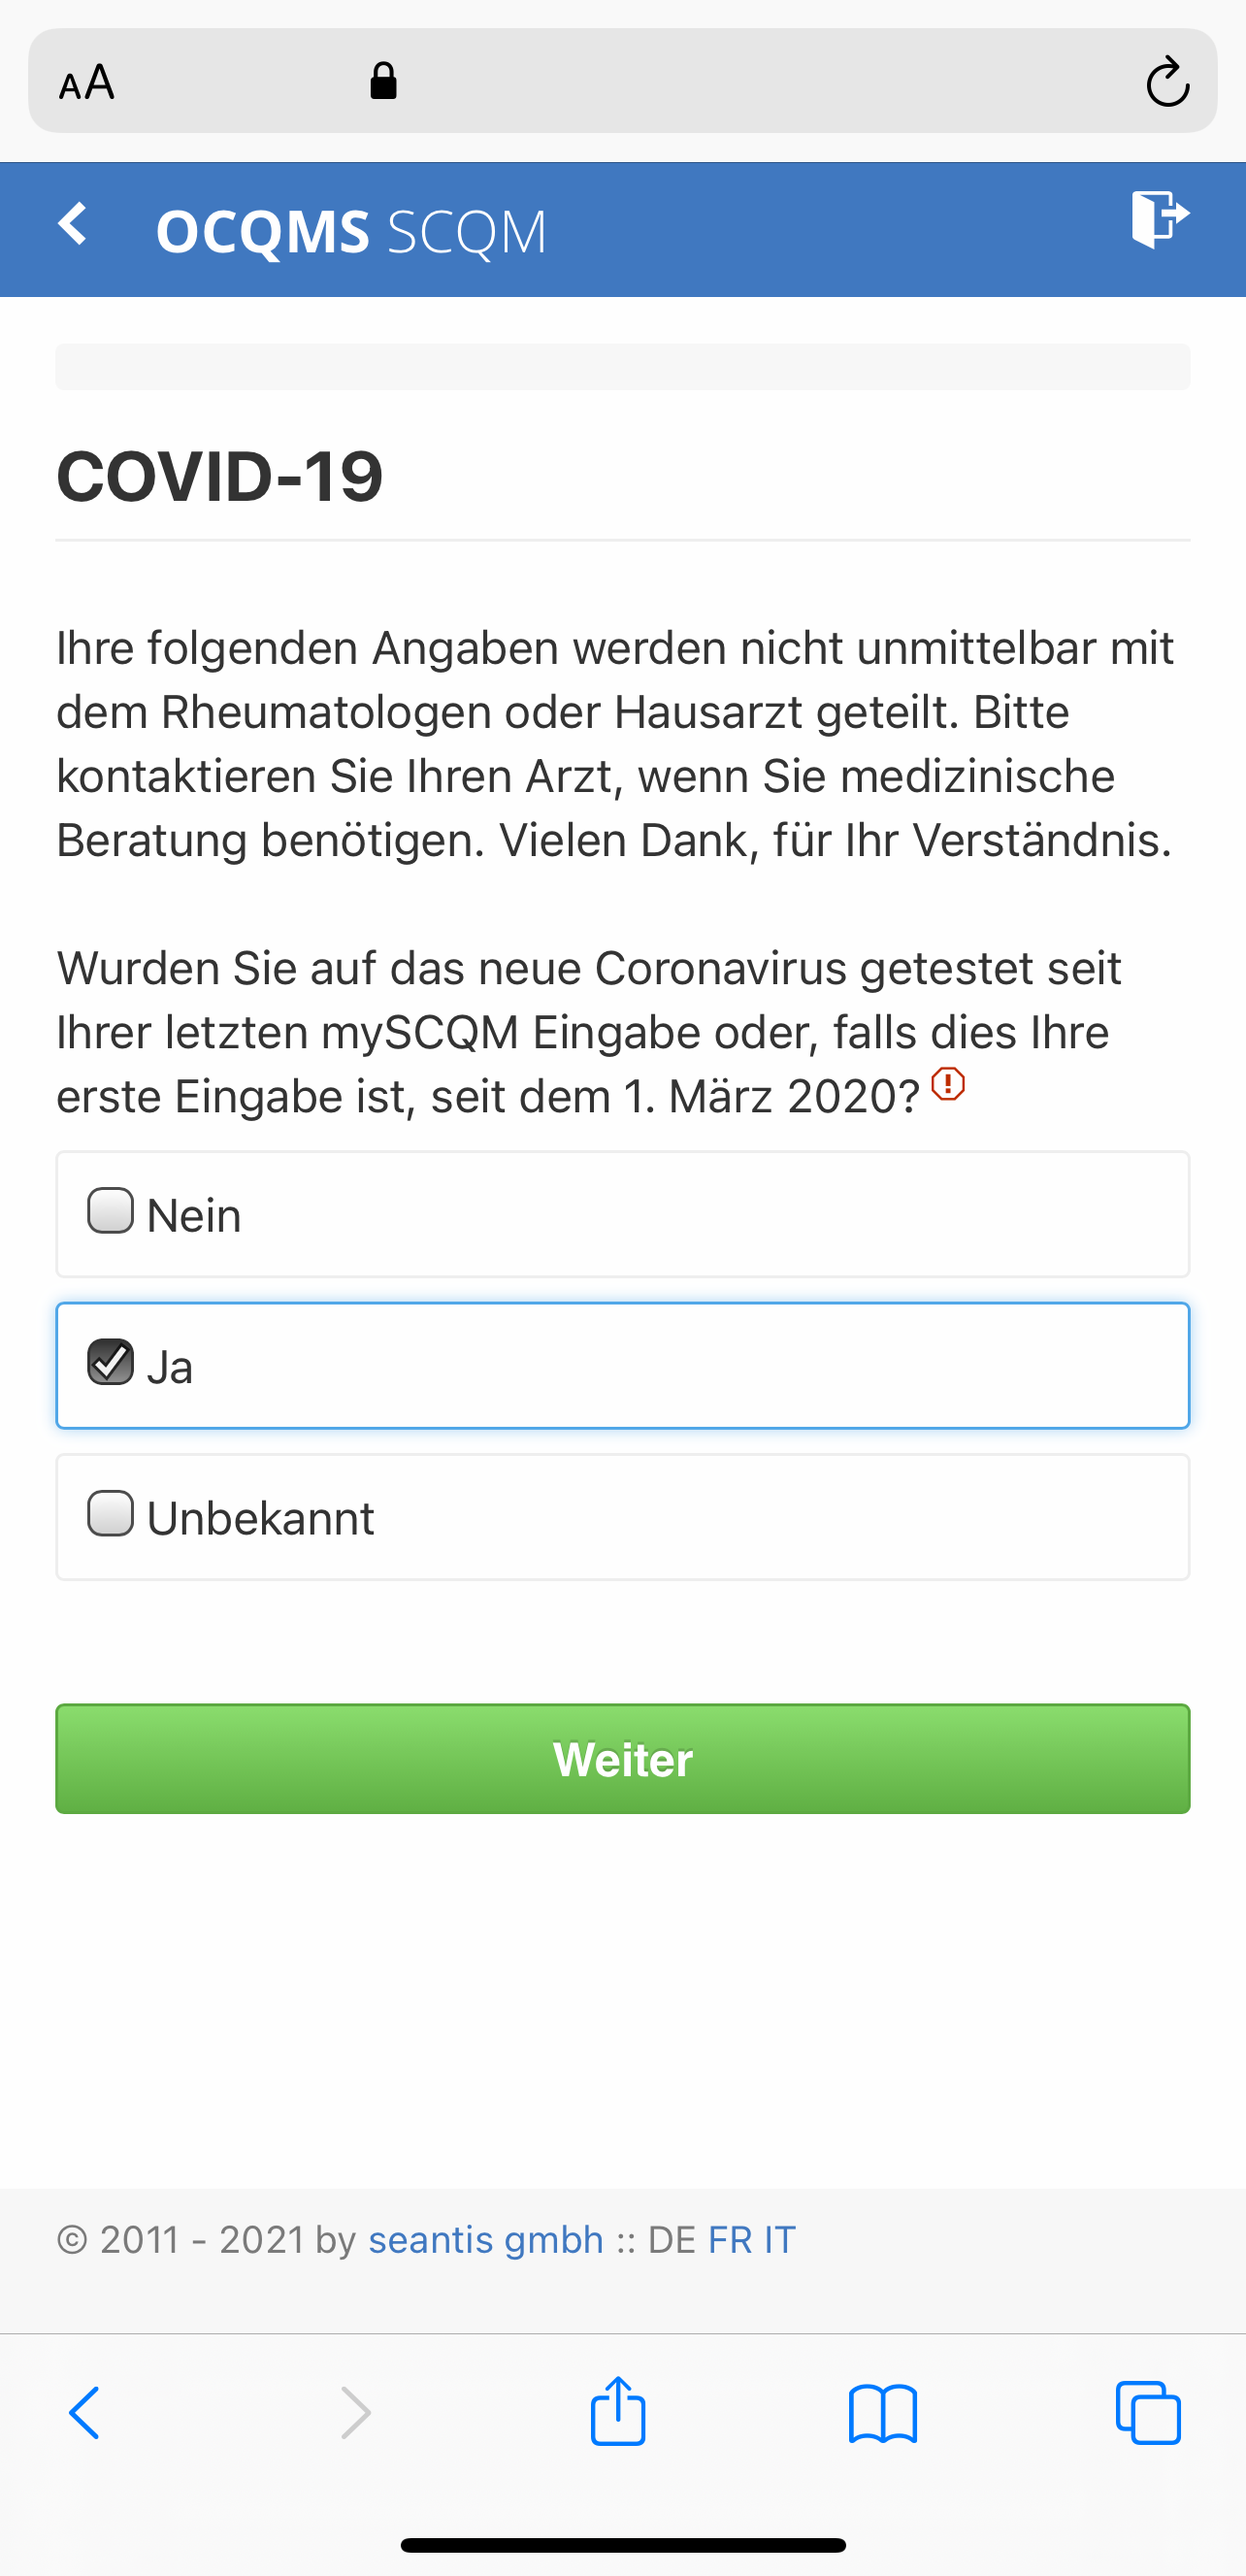 AA
OCQMS SCQM
COVID-19
Ihre folgenden Angaben werden nicht unmittelbar mit
dem Rheumatologen oder Hausarzt geteilt. Bitte
kontaktieren Sie Ihren Arzt, wenn Sie medizinische
Beratung benötigen. Vielen Dank, für Ihr Verständnis.
Wurden Sie auf das neue Coronavirus getestet seit
Ihrer letzten mySCQM Eingabe oder, falls dies Ihre
erste Eingabe ist, seit dem 1. März 2020?
Nein
Ja
Unbekannt
Weiter
© 2011 - 2021 by seantis gmbh :: DE FR IT